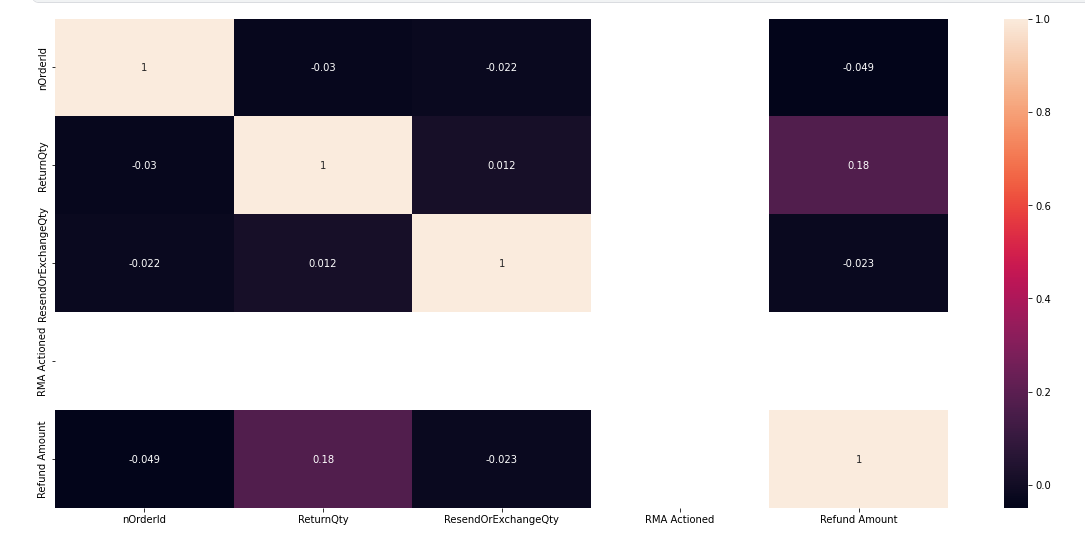 nOrderId 1 -0.03 -0.022 -0.049
ReturnQty -0.03 1 0.012 0.18
ResendOrExchangeQty -0.022 0.012 1 -0.023
RMA Actioned
Refund Amount -0.049 0.18 -0.023 1
nOrderId ReturnQty ResendOrExchangeQty RMA Actioned Refund Amount
1.0
0.8
0.6
0.4
0.2
0.0